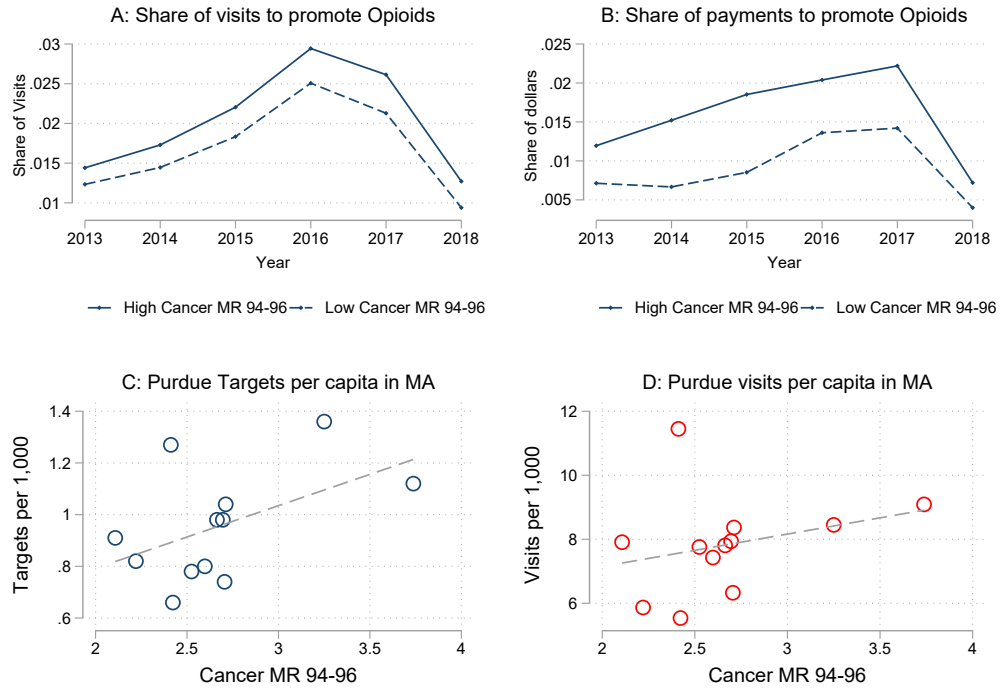 A: Share of visits to promote Opioids
Share of Visits
.03
.025
.02
.015
.01
2013 2014 2015 2016 2017 2018
Year
High Cancer MR 94-96 Low Cancer MR 94-96
B: Share of payments to promote Opioids
Share of dollars
.025
.02
.015
.01
.005
2013 2014 2015 2016 2017 2018
Year
High Cancer MR 94-96 Low Cancer MR 94-96
C: Purdue Targets per capita in MA
Targets per 1,000
1.4
1.2
1
.8
.6
2 2.5 3 3.5 4
Cancer MR 94-96
D: Purdue visits per capita in MA
Visits per 1,000
12
10
8
6
2 2.5 3 3.5 4
Cancer MR 94-96